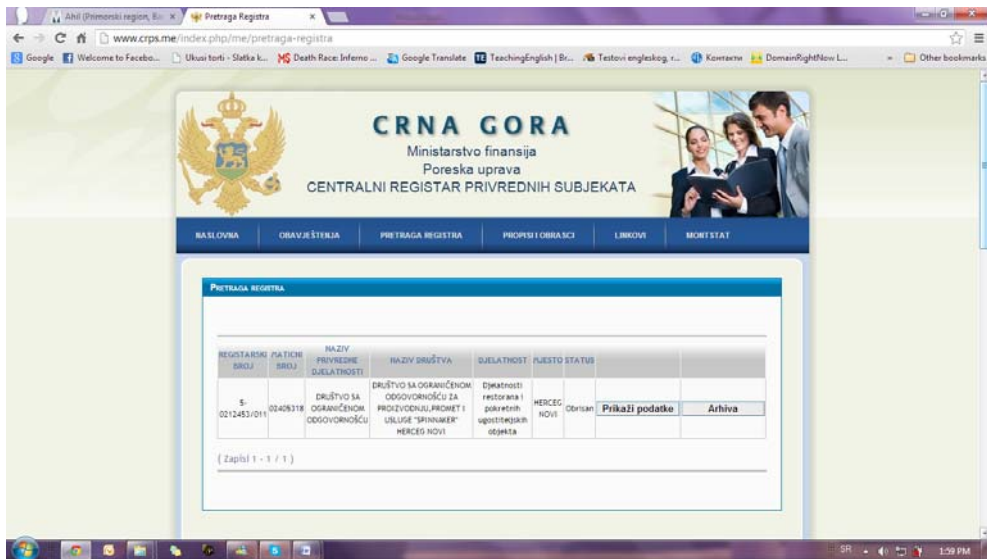 Ahil (Primorski region, Ba
Pretraga Registra
www.crps.me/index.php/me/pretraga-registra
Google
Welcome to Facebo...
Ukusi torti - Slatka k...
Death Race: Inferno ...
Google Translate
TeachingEnglish | Br...
Testovi engleskog, r...
Контакти
DomainRightNow L...
»
Other bookmarks
CRNA GORA
Ministarstvo finansija
Poreska uprava
CENTRALNI REGISTAR PRIVREDNIH SUBJEKATA
NASLOVNA
OBAVJEŠTENJA
PRETRAGA REGISTRA
PROPISI I OBRASCI
LINKOVI
MONTSTAT
PRETRAGA REGISTRA
REGISTARSKI BROJ
MATICNI BROJ
NAZIV PRIVREDNE DJELATNOSTI
NAZIV DRUŠTVA
DJELATNOST
MJESTO
STATUS
5-
0212453/011
02405318
DRUŠTVO SA
OGRANIČENOM
ODGOVORNOŠĆU
DRUŠTVO SA OGRANIČENOM
ODGOVORNOŠĆU ZA
PROIZVODNJU,PROMET I
USLUGE "SPINNAKER"
HERCEG NOVI
Djelatnosti
restorana i
pokretnih
ugostiteljskih
objekta
HERCEG
NOVI
Obrisan
Prikaži podatke
Arhiva
( Zapisi 1 - 1 / 1 )
SR
1:59 PM